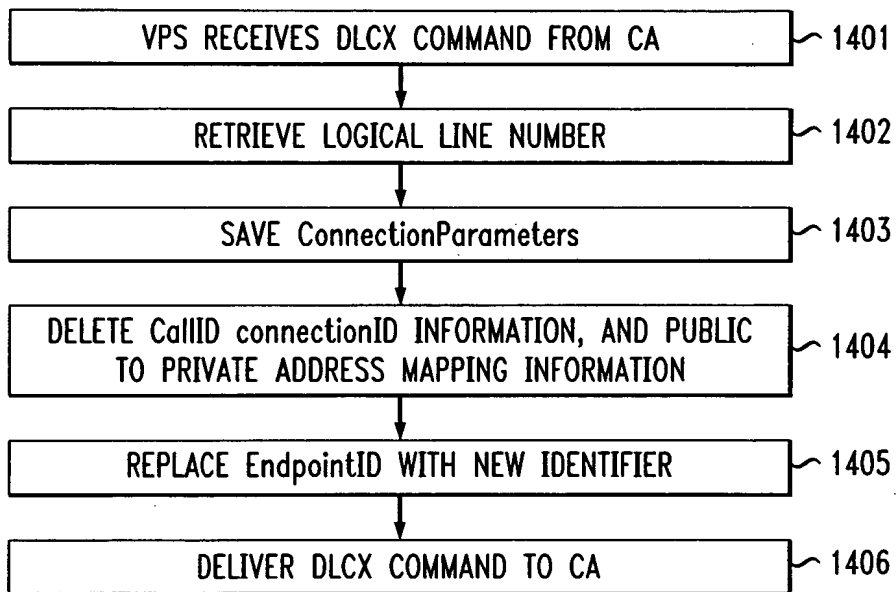 VPS RECEIVES DLCX COMMAND FROM CA 1401
RETRIEVE LOGICAL LINE NUMBER 1402
SAVE ConnectionParameters 1403
DELETE CallID connectionID INFORMATION, AND PUBLIC
TO PRIVATE ADDRESS MAPPING INFORMATION 1404
REPLACE EndpointID WITH NEW IDENTIFIER 1405
DELIVER DLCX COMMAND TO CA 1406